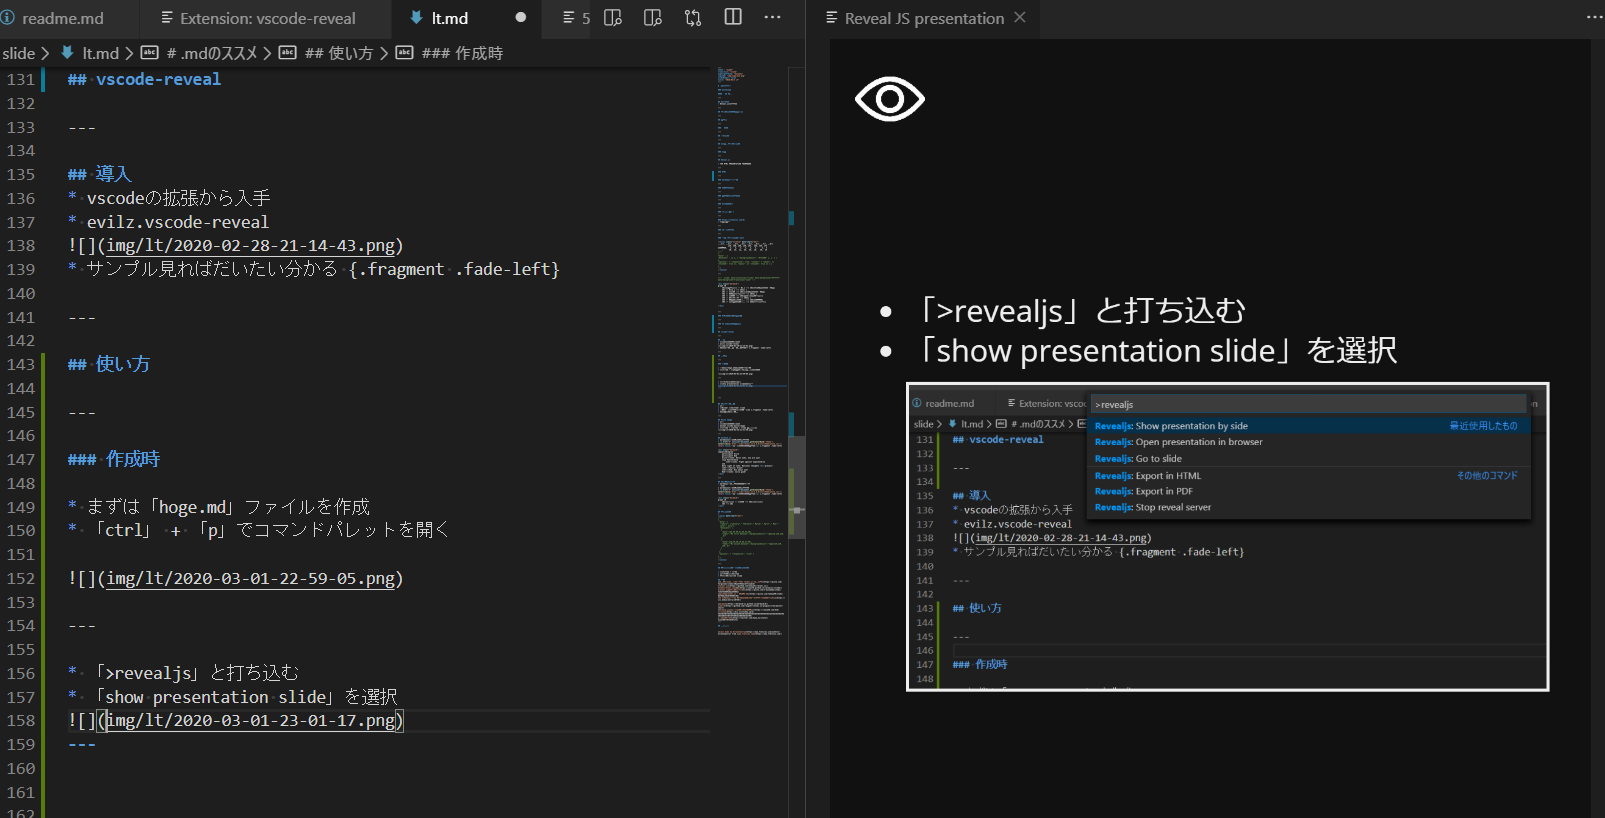 readme.md
Extension: vscode-reveal
lt.md
5
slide > lt.md > # .mdのススメ > ## 使い方 > ### 作成時
131 ## vscode-reveal
132
133 ---
134
135 ## 導入
136 * vscodeの拡張から入手
137 * evilz.vscode-reveal
138 ![](img/lt/2020-02-28-21-14-43.png)
139 * サンプル見ればだいたい分かる {.fragment .fade-left}
140
141 ---
142
143 ## 使い方
144
145 ---
146
147 ### 作成時
148
149 * まずは「hoge.md」ファイルを作成
150 * 「ctrl」 + 「p」でコマンドパレットを開く
151
152 ![](img/lt/2020-03-01-22-59-05.png)
153
154 ---
155
156 * 「>revealjs」と打ち込む
157 * 「show presentation slide」を選択
158 ![](img/lt/2020-03-01-23-01-17.png)
159 ---
160
161
162
Reveal JS presentation
• 「>revealjs」と打ち込む
• 「show presentation slide」を選択
readme.md
Extension: vscod
slide > lt.md > # .mdのススメ >
>revealjs
Revealjs: Show presentation by side 最近使用したもの
Revealjs: Open presentation in browser
Revealjs: Go to slide
Revealjs: Export in HTML その他のコマンド
Revealjs: Export in PDF
Revealjs: Stop reveal server
131 ## vscode-reveal
132
133 ---
134
135 ## 導入
136 * vscodeの拡張から入手
137 * evilz.vscode-reveal
138 ![](img/lt/2020-02-28-21-14-43.png)
139 * サンプル見ればだいたい分かる {.fragment .fade-left}
140
141 ---
142
143 ## 使い方
144
145 ---
146
147 ### 作成時
148